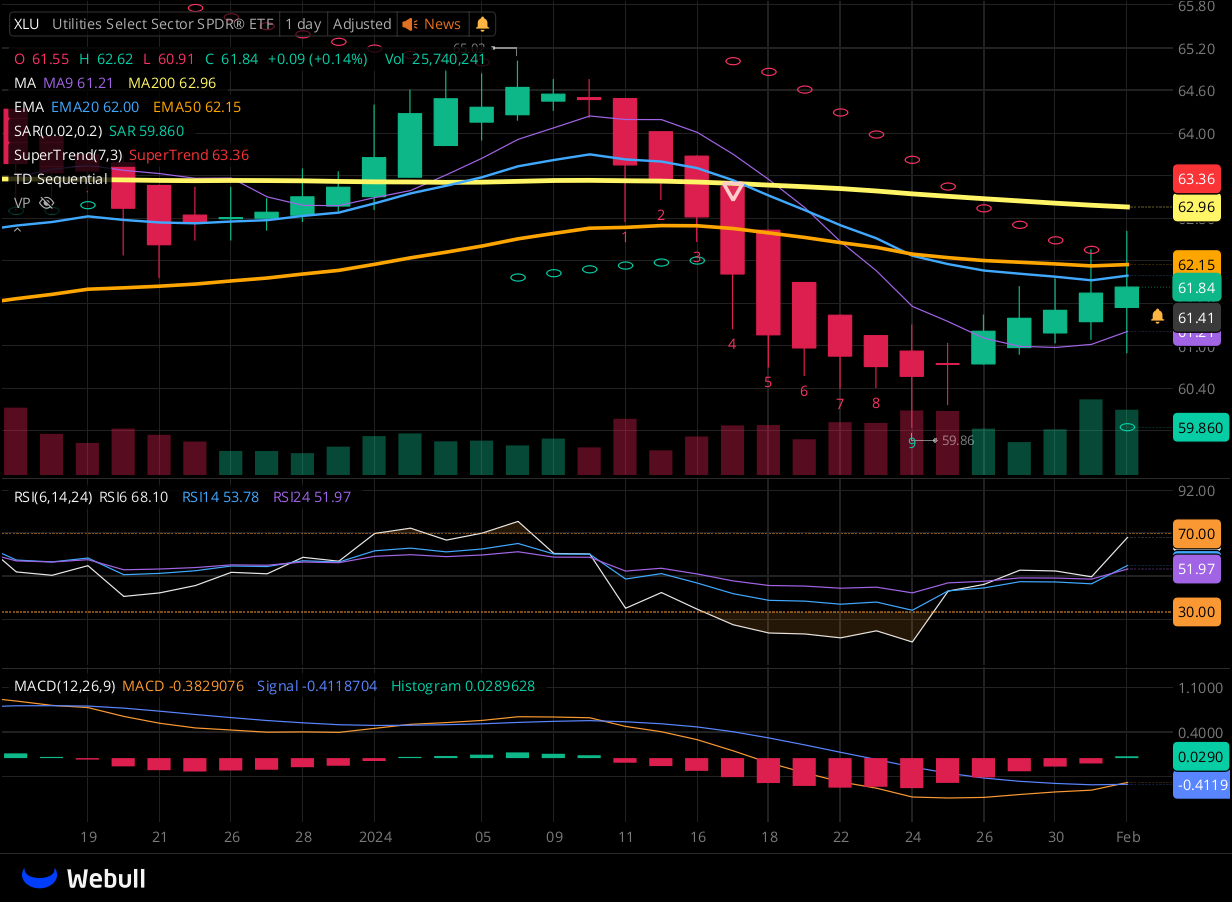 XLU Utilities Select Sector SPDR® ETF 1 day Adjusted News
65.80
65.20
O 61.55 H 62.62 L 60.91 C 61.84 +0.09 (+0.14%) Vol 25,740,241
MA MA9 61.21 MA200 62.96
64.60
EMA EMA20 62.00 EMA50 62.15
SAR(0.02,0.2) SAR 59.860
64.00
SuperTrend(7,3) SuperTrend 63.36
TD Sequential
63.36
VP
62.96
1 2 3 4 5 6 7 8 9
62.15
61.84
61.41
61.21
61.00
60.40
59.860
59.86
RSI(6,14,24) RSI6 68.10 RSI14 53.78 RSI24 51.97
92.00
70.00
51.97
30.00
MACD(12,26,9) MACD -0.3829076 Signal -0.4118704 Histogram 0.0289628
1.1000
0.4000
0.0290
-0.4119
19 21 26 28 2024 05 09 11 16 18 22 24 26 30 Feb
Webull